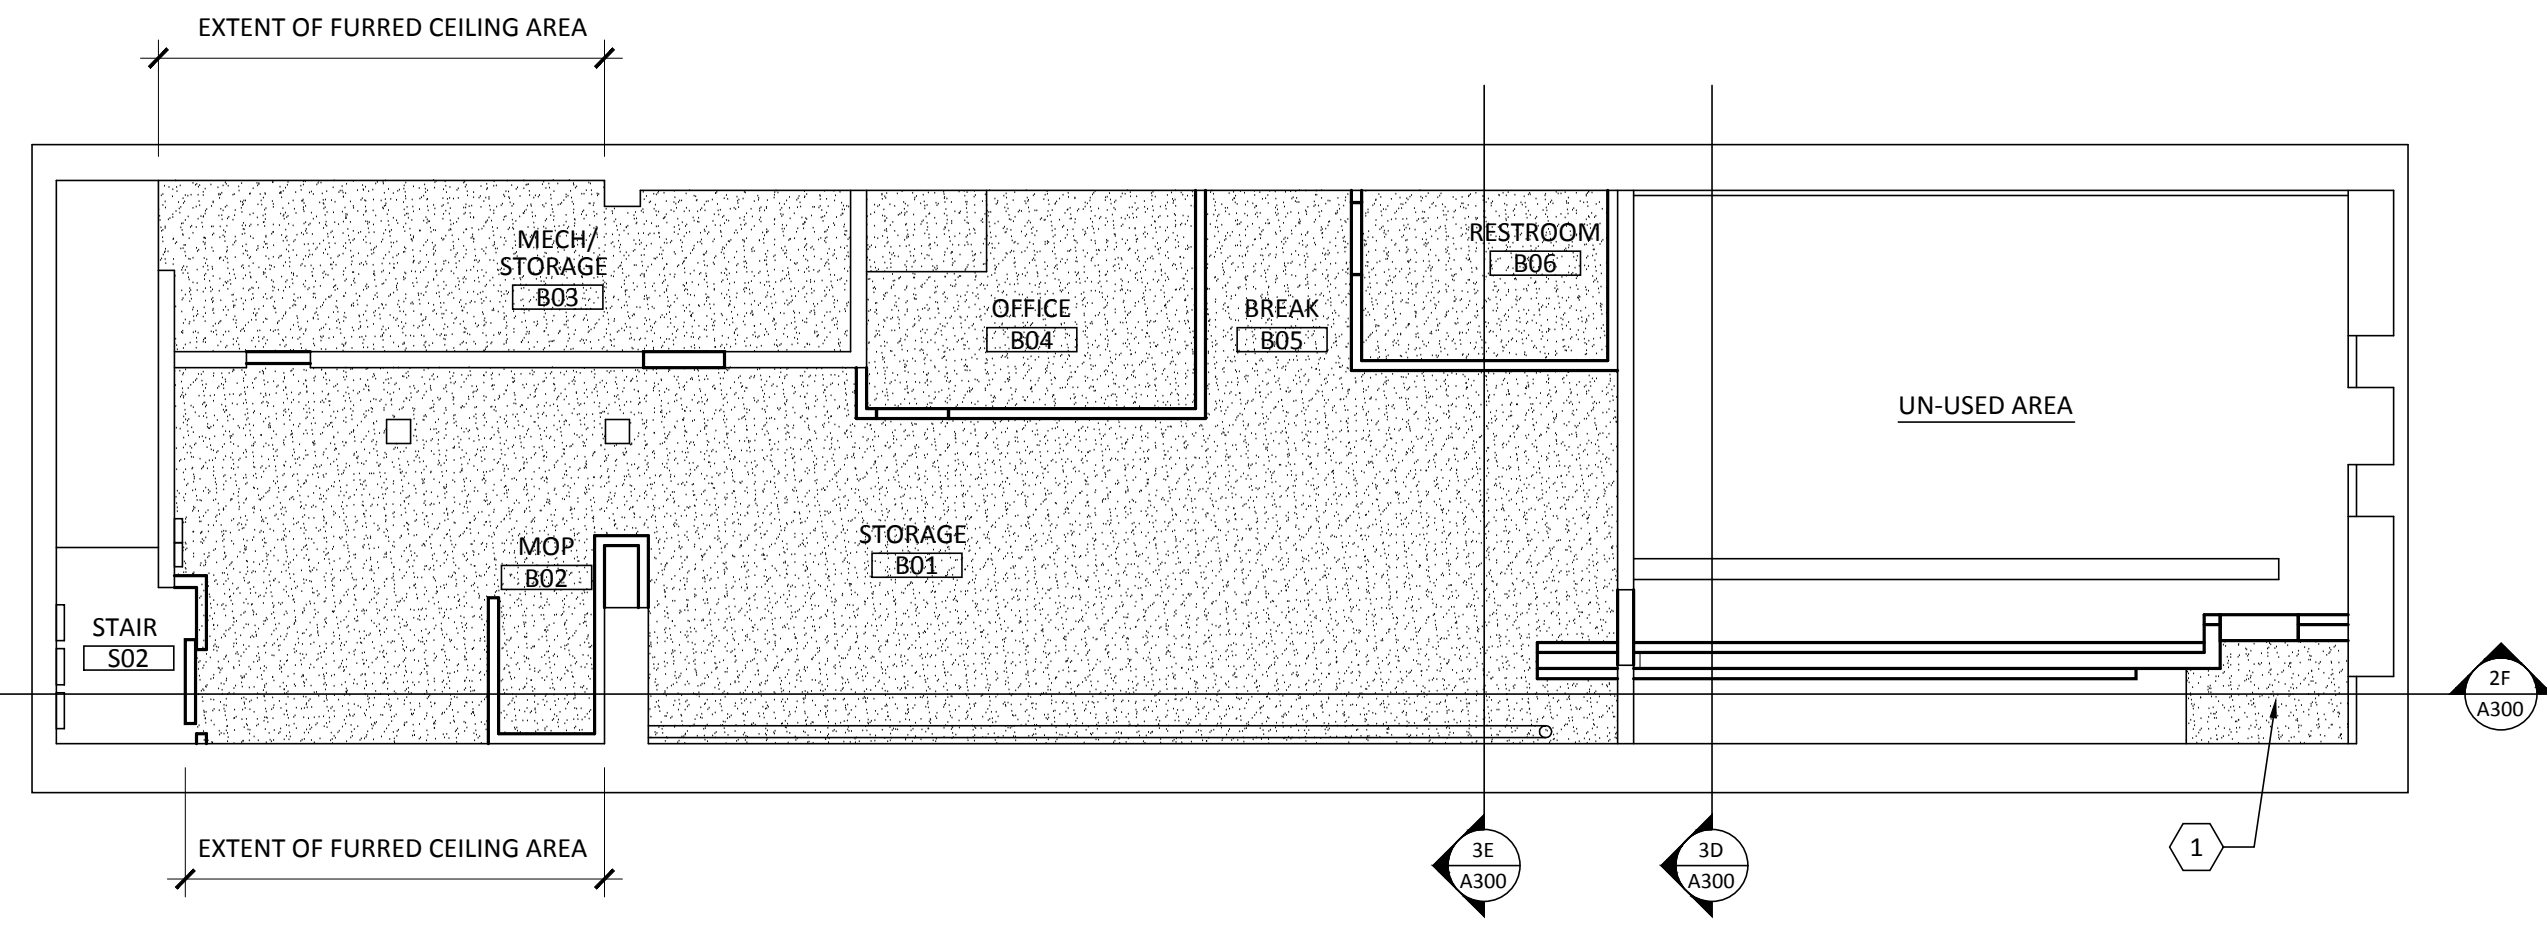 EXTENT OF FURRED CEILING AREA
MECH/
STORAGE
B03
RESTROOM
B06
OFFICE
B04
BREAK
B05
UN-USED AREA
STORAGE
B01
MOP
B02
STAIR
S02
2F
A300
EXTENT OF FURRED CEILING AREA
3E
A300
3D
A300
1